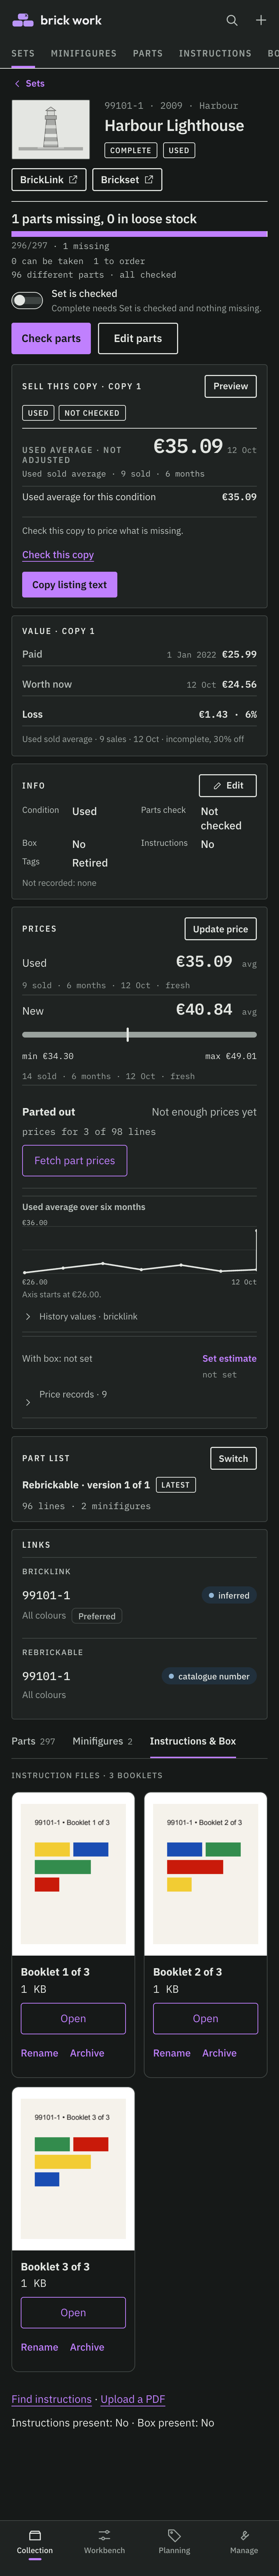 brick work
SETS MINIFIGURES PARTS INSTRUCTIONS BO
Sets
99101-1 · 2009 · Harbour
Harbour Lighthouse
COMPLETE USED
BrickLink Brickset
1 parts missing, 0 in loose stock
296/297 · 1 missing
0 can be taken 1 to order
96 different parts · all checked
Set is checked
Complete needs Set is checked and nothing missing.
Check parts Edit parts
SELL THIS COPY · COPY 1 Preview
USED NOT CHECKED
USED AVERAGE · NOT ADJUSTED €35.09 12 Oct
Used sold average · 9 sold · 6 months
Used average for this condition €35.09
Check this copy to price what is missing.
Check this copy
Copy listing text
VALUE · COPY 1
Paid 1 Jan 2022 €25.99
Worth now 12 Oct €24.56
Loss €1.43 · 6%
Used sold average · 9 sales · 12 Oct · incomplete, 30% off
INFO Edit
Condition Used Parts check Not checked
Box No Instructions No
Tags Retired
Not recorded: none
PRICES Update price
Used €35.09 avg
9 sold · 6 months · 12 Oct · fresh
New €40.84 avg
min €34.30 max €49.01
14 sold · 6 months · 12 Oct · fresh
Parted out Not enough prices yet
prices for 3 of 98 lines
Fetch part prices
Used average over six months
€36.00
€26.00 12 Oct
Axis starts at €26.00.
History values · bricklink
With box: not set Set estimate
not set
Price records · 9
PART LIST Switch
Rebrickable · version 1 of 1 LATEST
96 lines · 2 minifigures
LINKS
BRICKLINK
99101-1 inferred
All colours Preferred
REBRICKABLE
99101-1 catalogue number
All colours
Parts 297 Minifigures 2 Instructions & Box
INSTRUCTION FILES · 3 BOOKLETS
99101-1 • Booklet 1 of 3
Booklet 1 of 3
1 KB
Open
Rename Archive
99101-1 • Booklet 2 of 3
Booklet 2 of 3
1 KB
Open
Rename Archive
99101-1 • Booklet 3 of 3
Booklet 3 of 3
1 KB
Open
Rename Archive
Find instructions · Upload a PDF
Instructions present: No · Box present: No
Collection Workbench Planning Manage